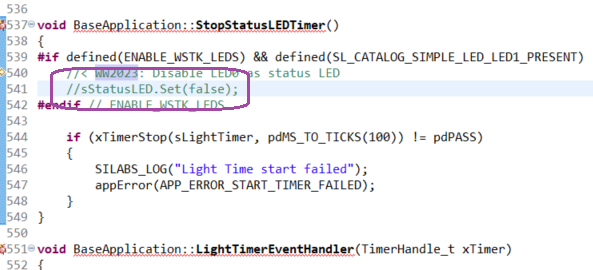 536
537 void BaseApplication::StopStatusLEDTimer()
538 {
539 #if defined(ENABLE_WSTK_LEDS) && defined(SL_CATALOG_SIMPLE_LED_LED1_PRESENT)
540 //< WW2023: Disable LED0 as status LED
541 //sStatusLED.Set(false);
542 #endif // ENABLE_WSTK_LEDS
543
544 if (xTimerStop(sLightTimer, pdMS_TO_TICKS(100)) != pdPASS)
545 {
546 SILABS_LOG("Light Time start failed");
547 appError(APP_ERROR_START_TIMER_FAILED);
548 }
549 }
550
551 void BaseApplication::LightTimerEventHandler(TimerHandle_t xTimer)
552 {